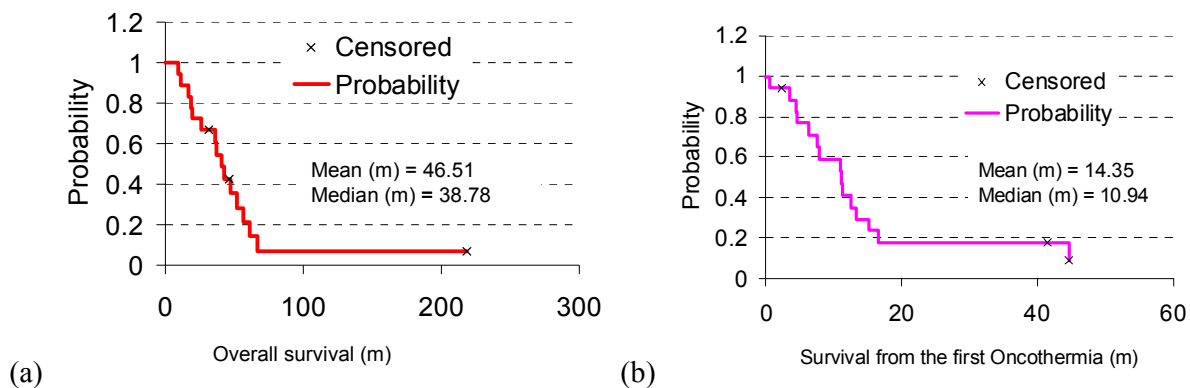 1.2
1
0.8
0.6
0.4
0.2
0
Probability
× Censored
Probability
Mean (m) = 46.51
Median (m) = 38.78
0 100 200 300
Overall survival (m)
(a)
1.2
1
0.8
0.6
0.4
0.2
0
Probability
× Censored
Probability
Mean (m) = 14.35
Median (m) = 10.94
0 20 40 60
Survival from the first Oncothermia (m)
(b)